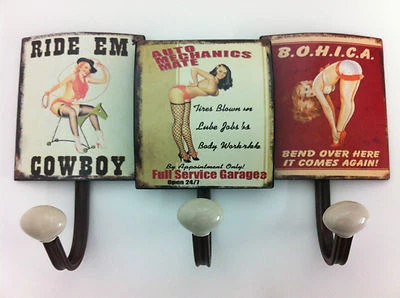 RIDE EM'
COWBOY
AUTO
MECHANICS
MATE
Tires Blown
Lube Jobs
Body Work
By Appointment Only!
Full Service Garage
Open 24/7
B.O.H.I.C.A.
BEND OVER HERE
IT COMES AGAIN!